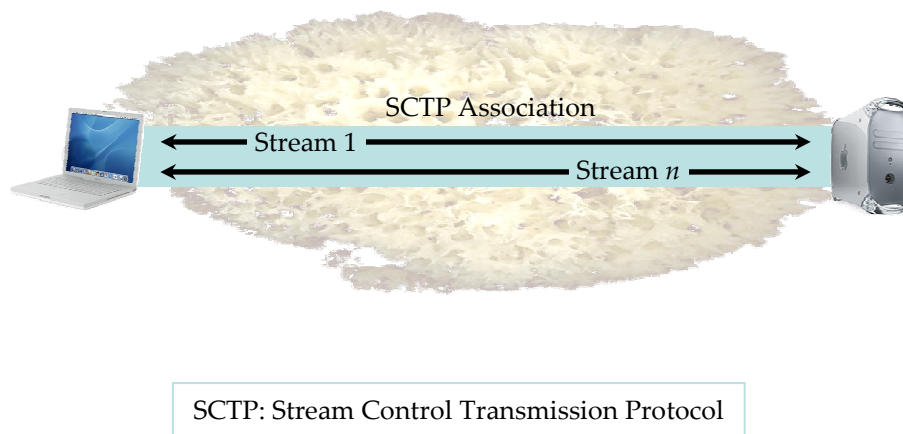 SCTP Association
Stream 1
Stream n
SCTP: Stream Control Transmission Protocol